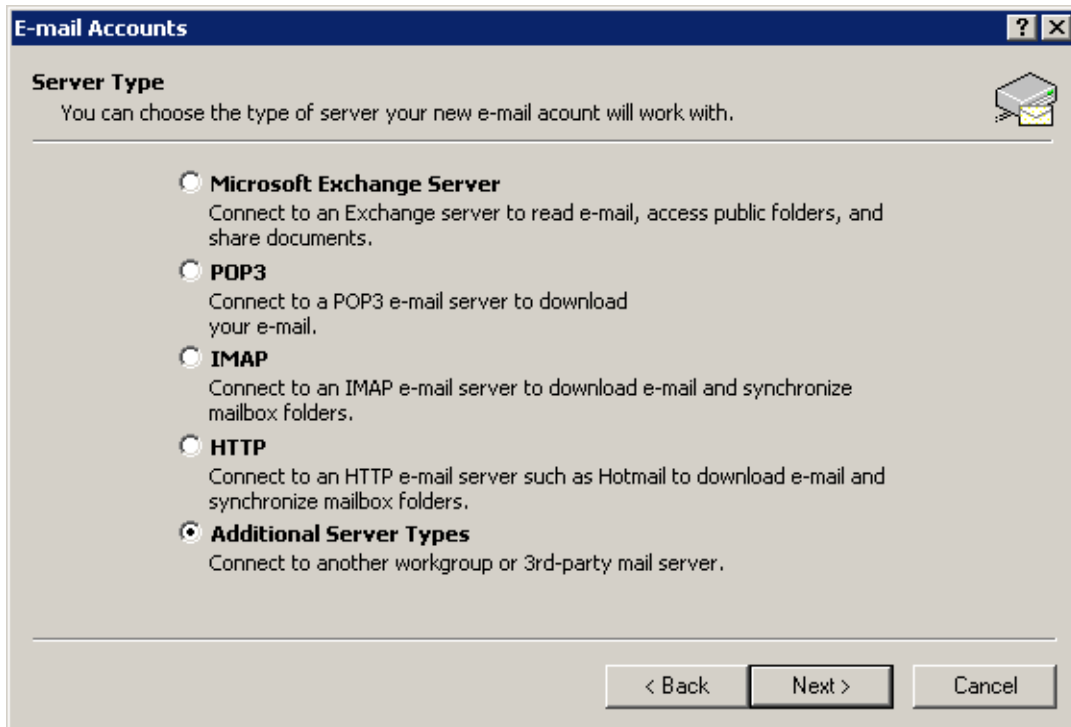 E-mail Accounts
Server Type
You can choose the type of server your new e-mail acount will work with.
Microsoft Exchange Server
Connect to an Exchange server to read e-mail, access public folders, and
share documents.
POP3
Connect to a POP3 e-mail server to download
your e-mail.
IMAP
Connect to an IMAP e-mail server to download e-mail and synchronize
mailbox folders.
HTTP
Connect to an HTTP e-mail server such as Hotmail to download e-mail and
synchronize mailbox folders.
Additional Server Types
Connect to another workgroup or 3rd-party mail server.
< Back Next > Cancel